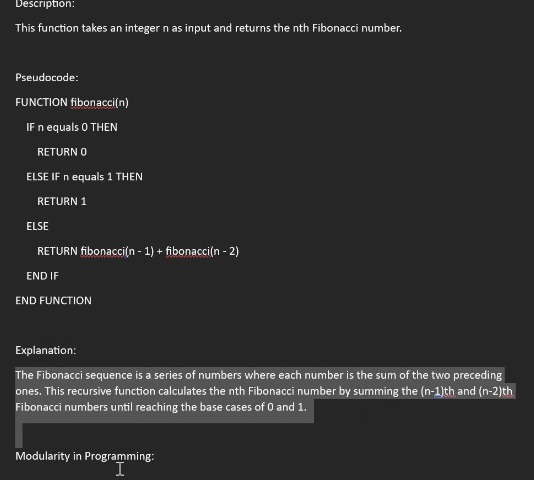 Description:
This function takes an integer n as input and returns the nth Fibonacci number.
Pseudocode:
FUNCTION fibonacci(n)
IF n equals 0 THEN
RETURN 0
ELSE IF n equals 1 THEN
RETURN 1
ELSE
RETURN fibonacci(n - 1) + fibonacci(n - 2)
END IF
END FUNCTION
Explanation:
The Fibonacci sequence is a series of numbers where each number is the sum of the two preceding
ones. This recursive function calculates the nth Fibonacci number by summing the (n-1)th and (n-2)th
Fibonacci numbers until reaching the base cases of 0 and 1.
Modularity in Programming: